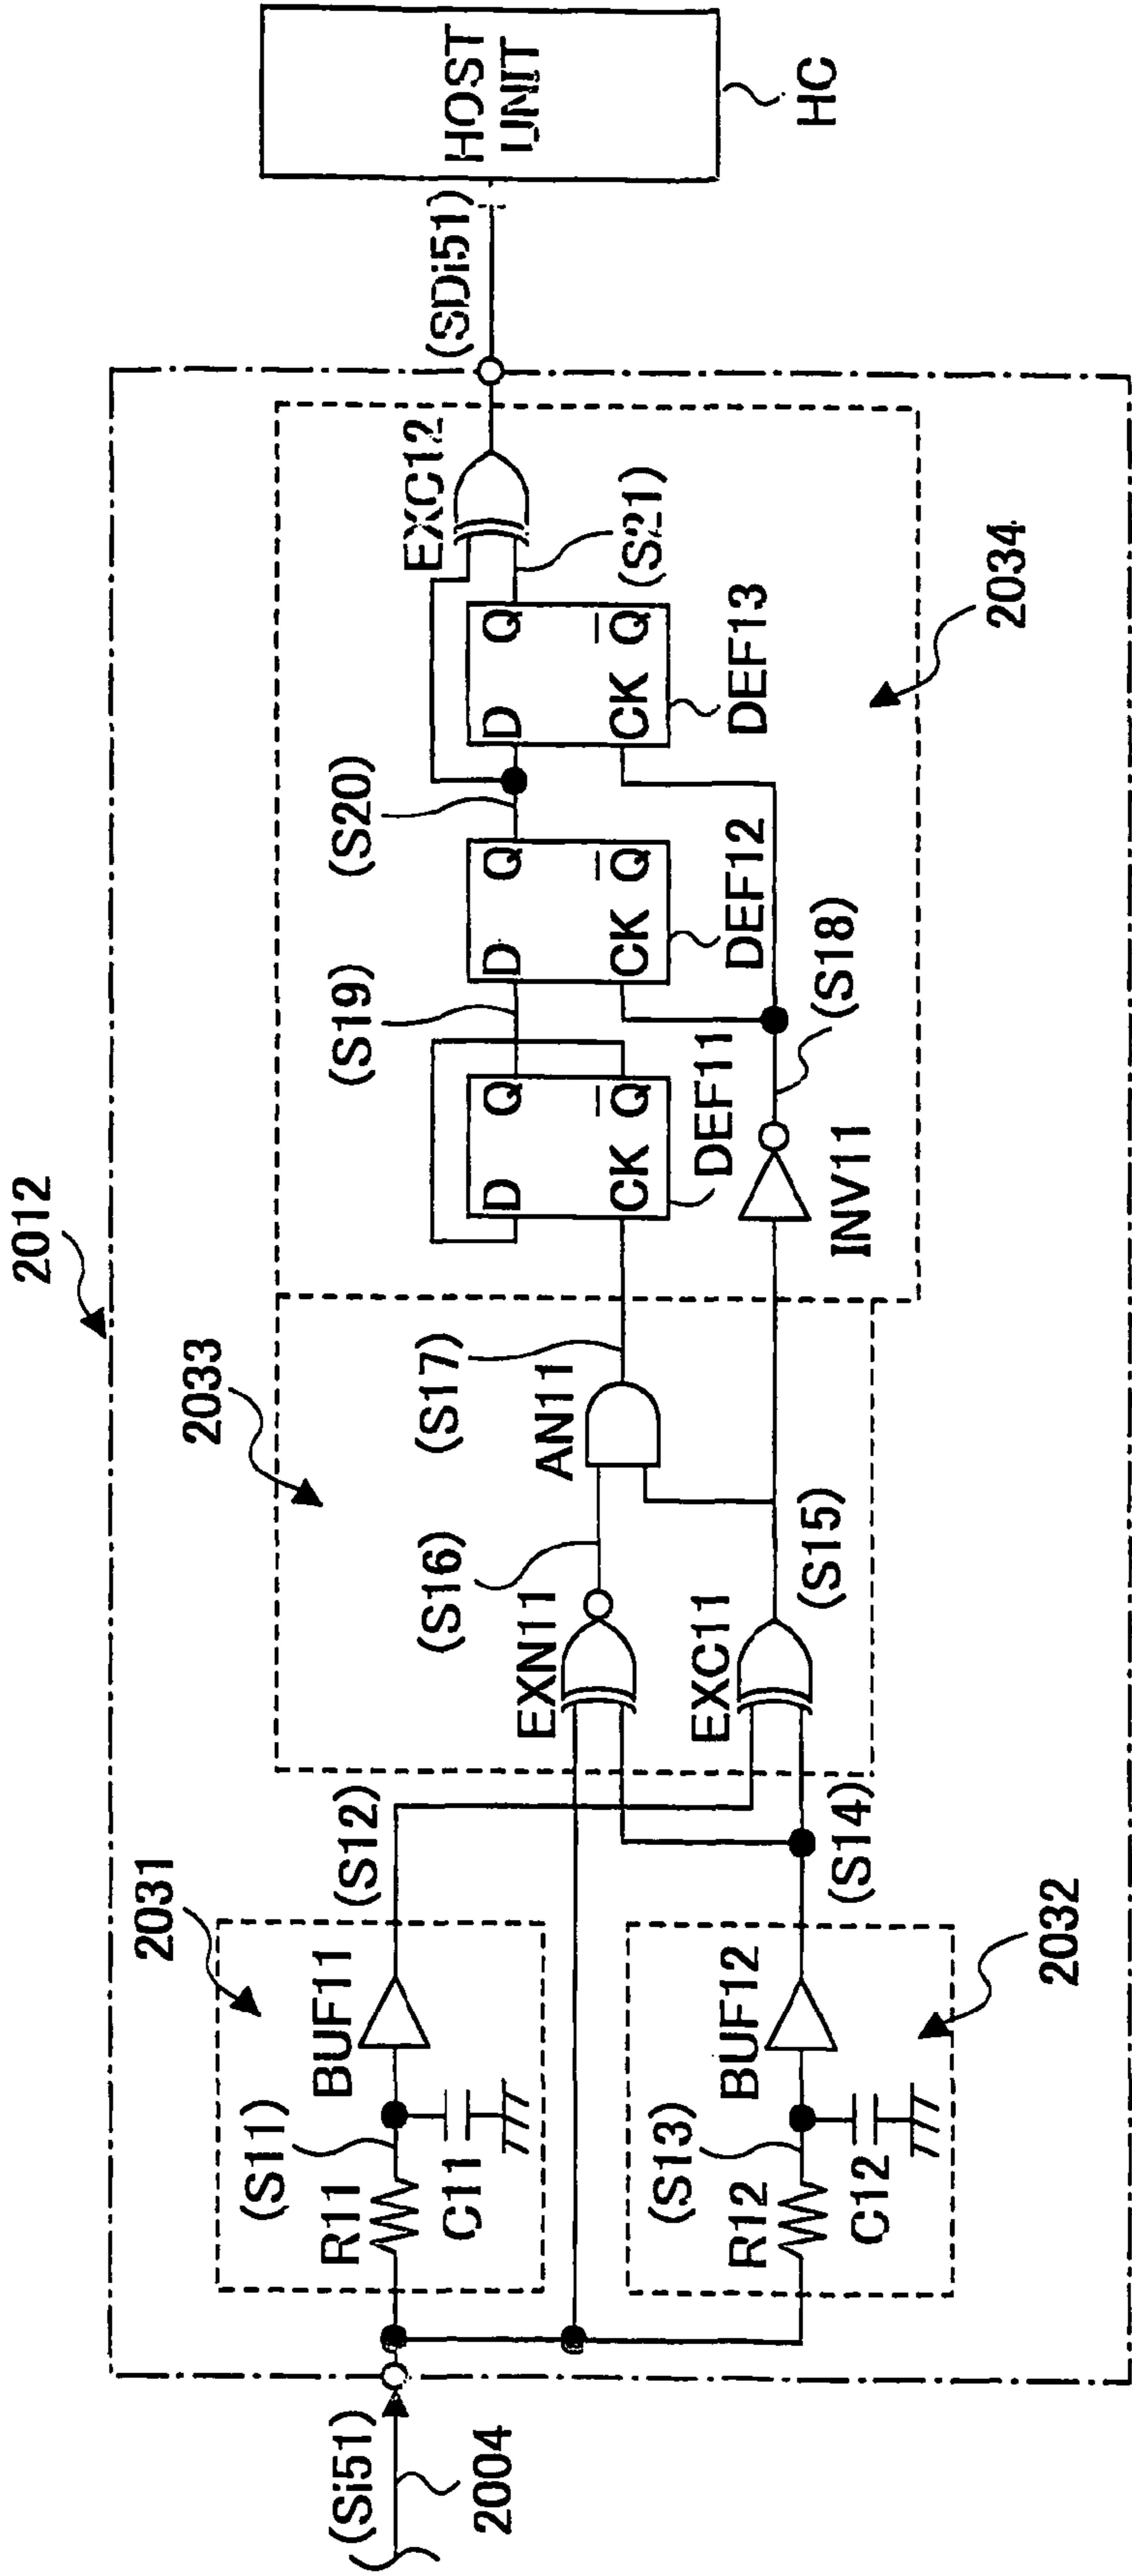 2012
2033
2031
2032
2034
(Si51)
2004
(S11)
R11
C11
BUF11
(S12)
(S13)
R12
C12
BUF12
(S14)
EXN11
(S16)
EXC11
(S15)
AN11
(S17)
INV11
(S18)
D Q
CK Q
DEF11
(S19)
D Q
CK Q
DEF12
(S20)
D Q
CK Q
DEF13
(S21)
EXC12
(SDi51)
HOST
UNIT
HC